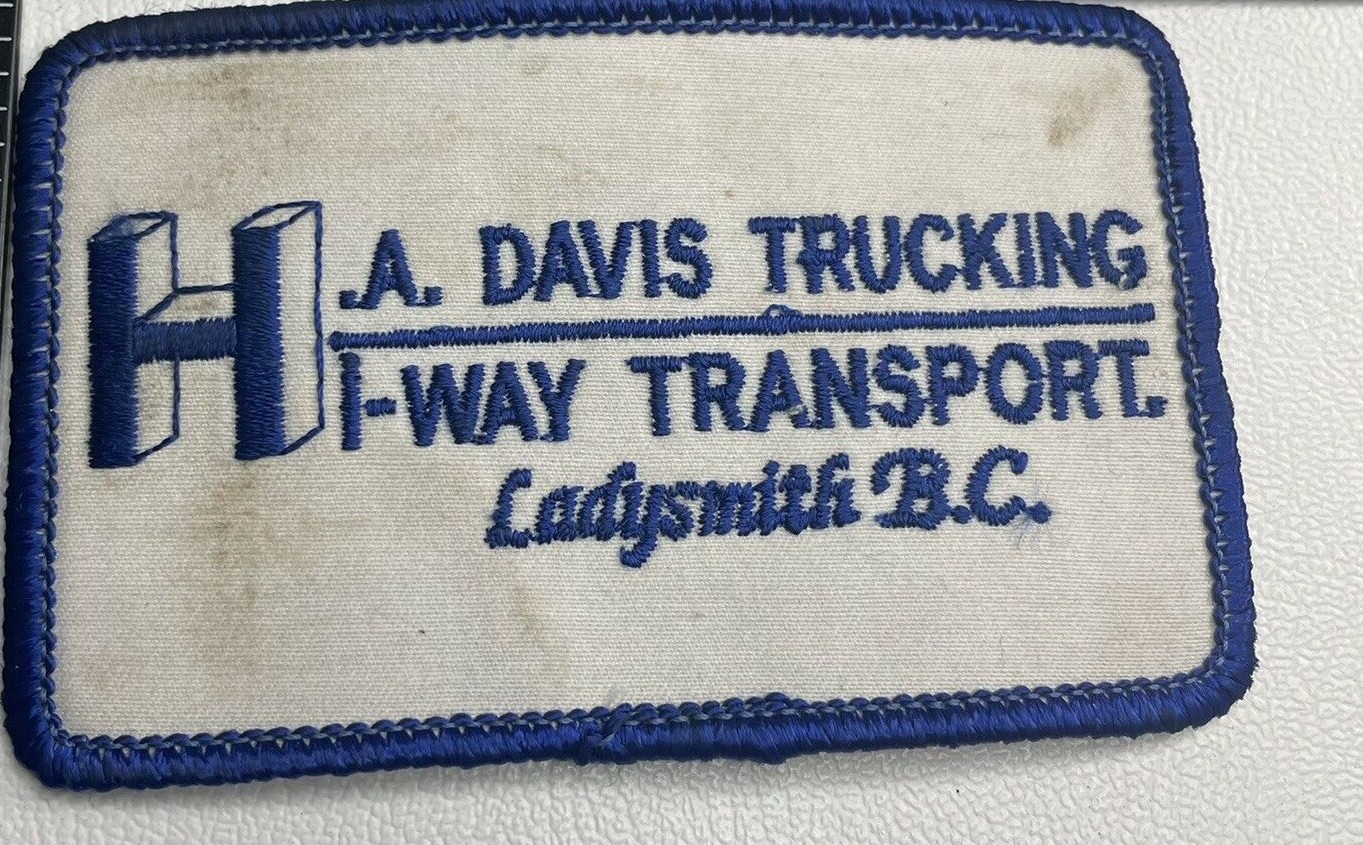 H.A. DAVIS TRUCKING
HI-WAY TRANSPORT.
Ladysmith B.C.